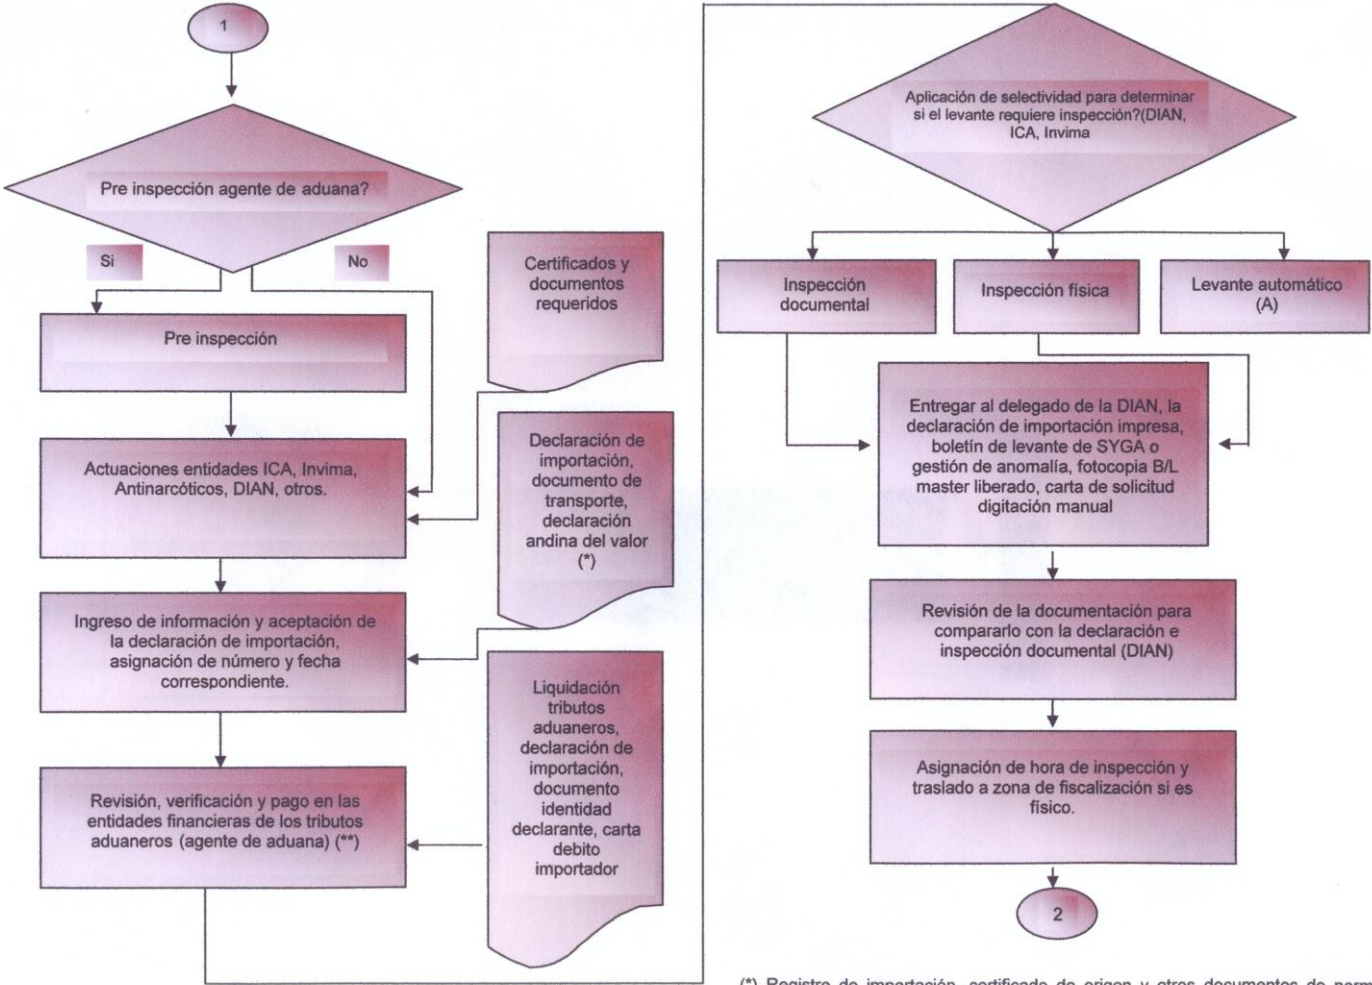 1
Pre inspección agente de aduana?
Si
No
Pre inspección
Actuaciones entidades ICA, Invima,
Antinarcóticos, DIAN, otros.
Ingreso de información y aceptación de
la declaración de importación,
asignación de número y fecha
correspondiente.
Revisión, verificación y pago en las
entidades financieras de los tributos
aduaneros (agente de aduana) (**)
Certificados y
documentos
requeridos
Declaración de
importación,
documento de
transporte,
declaración
andina del valor
(*)
Liquidación
tributos
aduaneros,
declaración de
importación,
documento
identidad
declarante, carta
debito
importador
Aplicación de selectividad para determinar
si el levante requiere inspección?(DIAN,
ICA, Invima
Inspección
documental
Inspección física
Levante automático
(A)
Entregar al delegado de la DIAN, la
declaración de importación impresa,
boletín de levante de SYGA o
gestión de anomalía, fotocopia B/L
master liberado, carta de solicitud
digitación manual
Revisión de la documentación para
compararlo con la declaración e
inspección documental (DIAN)
Asignación de hora de inspección y
traslado a zona de fiscalización si es
físico.
2
(*) Registro de importación, certificado de origen y otros documentos de